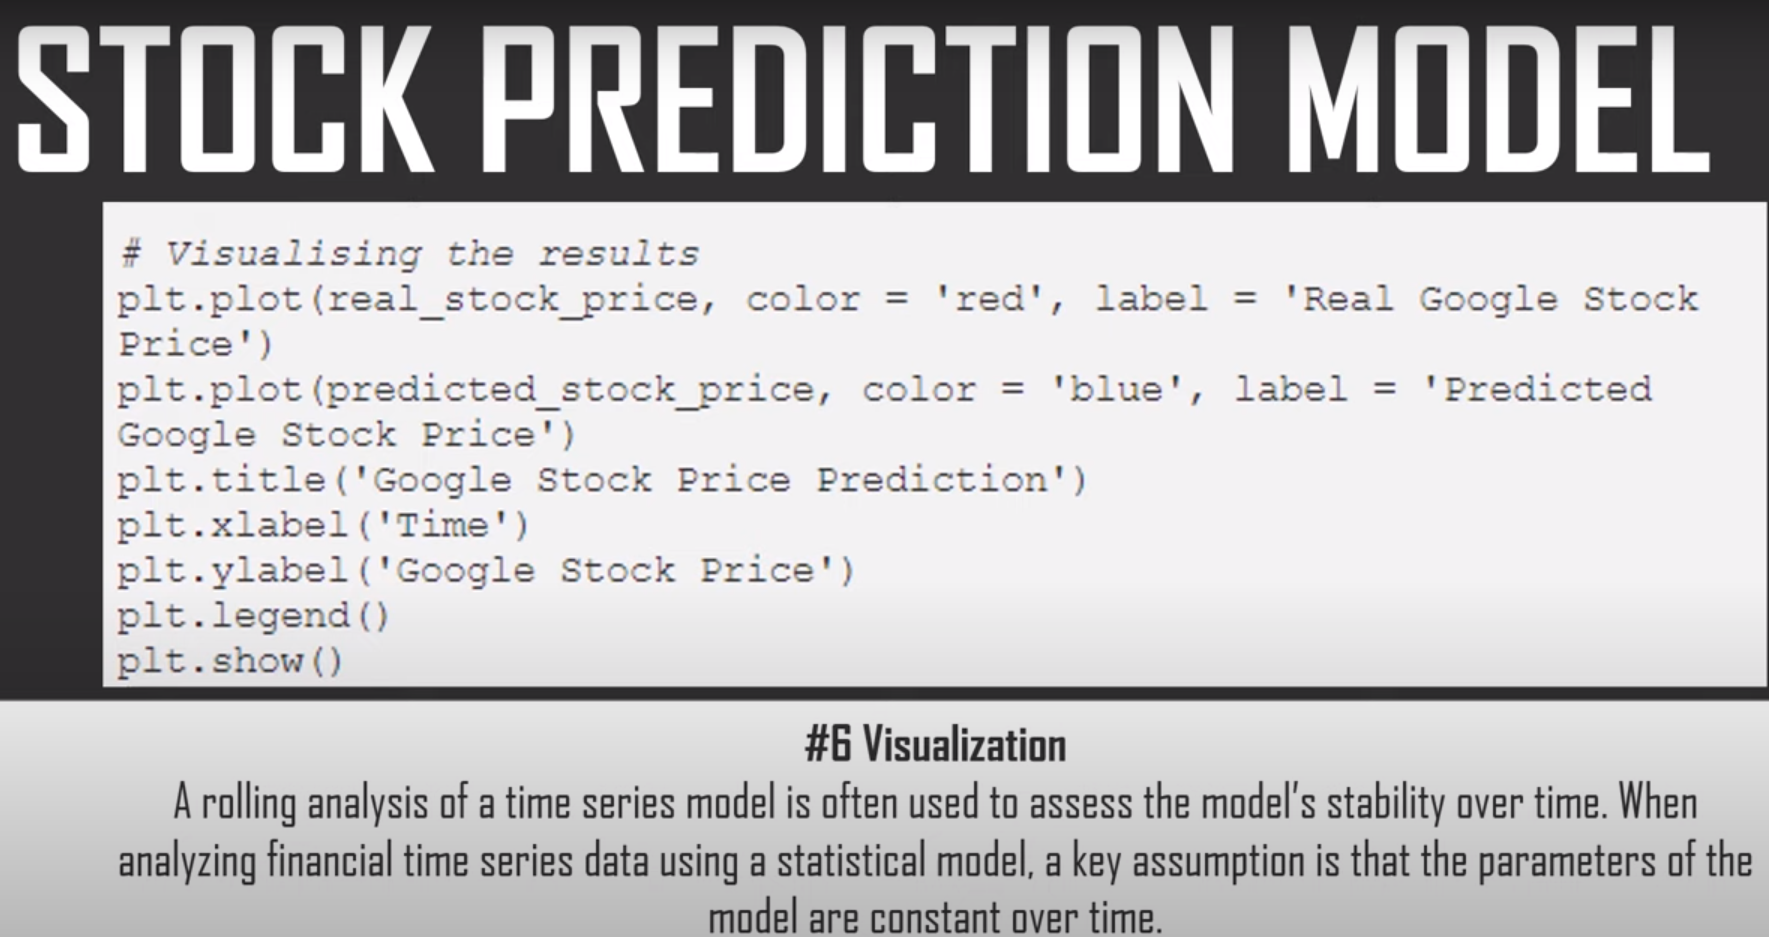 STOCK PREDICTION MODEL
# Visualising the results
plt.plot(real_stock_price, color = 'red', label = 'Real Google Stock
Price')
plt.plot(predicted_stock_price, color = 'blue', label = 'Predicted
Google Stock Price')
plt.title('Google Stock Price Prediction')
plt.xlabel('Time')
plt.ylabel('Google Stock Price')
plt.legend()
plt.show()
#6 Visualization
A rolling analysis of a time series model is often used to assess the model's stability over time. When
analyzing financial time series data using a statistical model, a key assumption is that the parameters of the
model are constant over time.